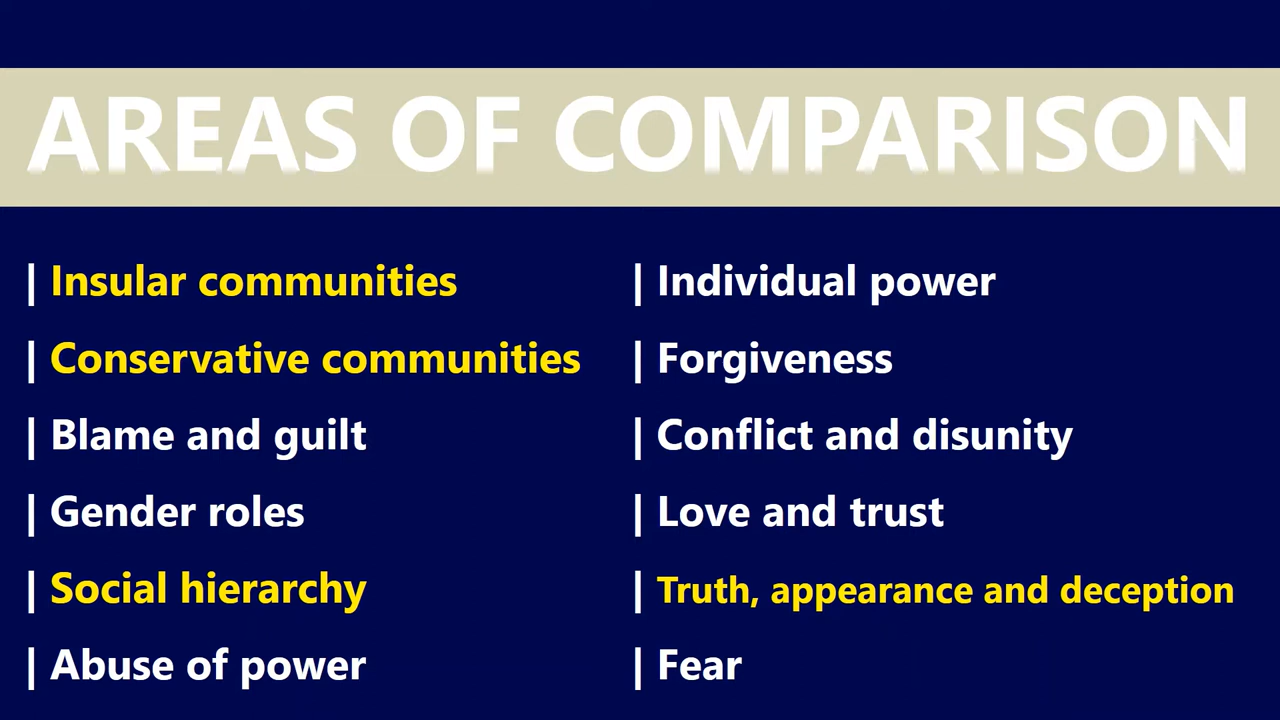 AREAS OF COMPARISON
| Insular communities
| Conservative communities
| Blame and guilt
| Gender roles
| Social hierarchy
| Abuse of power
| Individual power
| Forgiveness
| Conflict and disunity
| Love and trust
| Truth, appearance and deception
| Fear